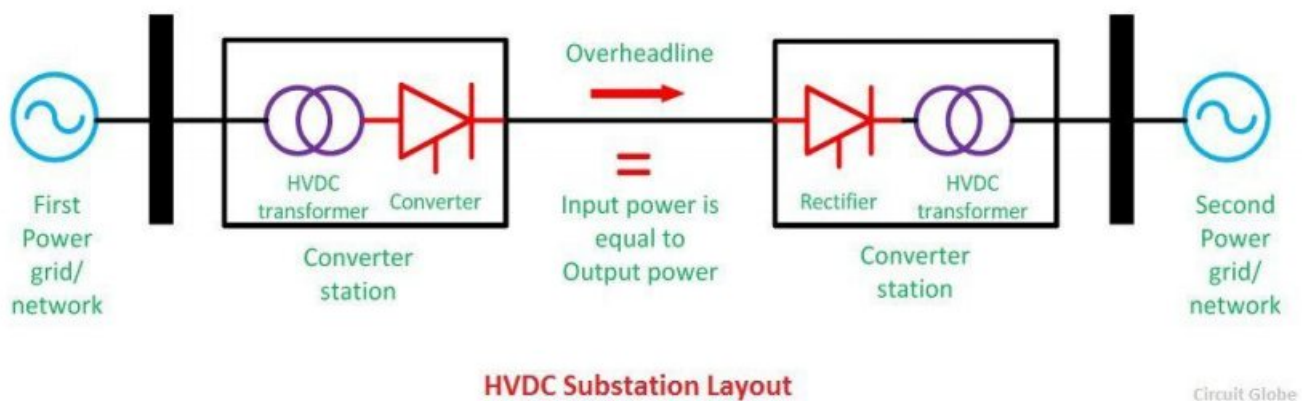 First
Power
grid/
network
HVDC
transformer
Converter
Converter
station
Overheadline
=
Input power is
equal to
Output power
Rectifier
HVDC
transformer
Converter
station
Second
Power
grid/
network
HVDC Substation Layout
Circuit Globe